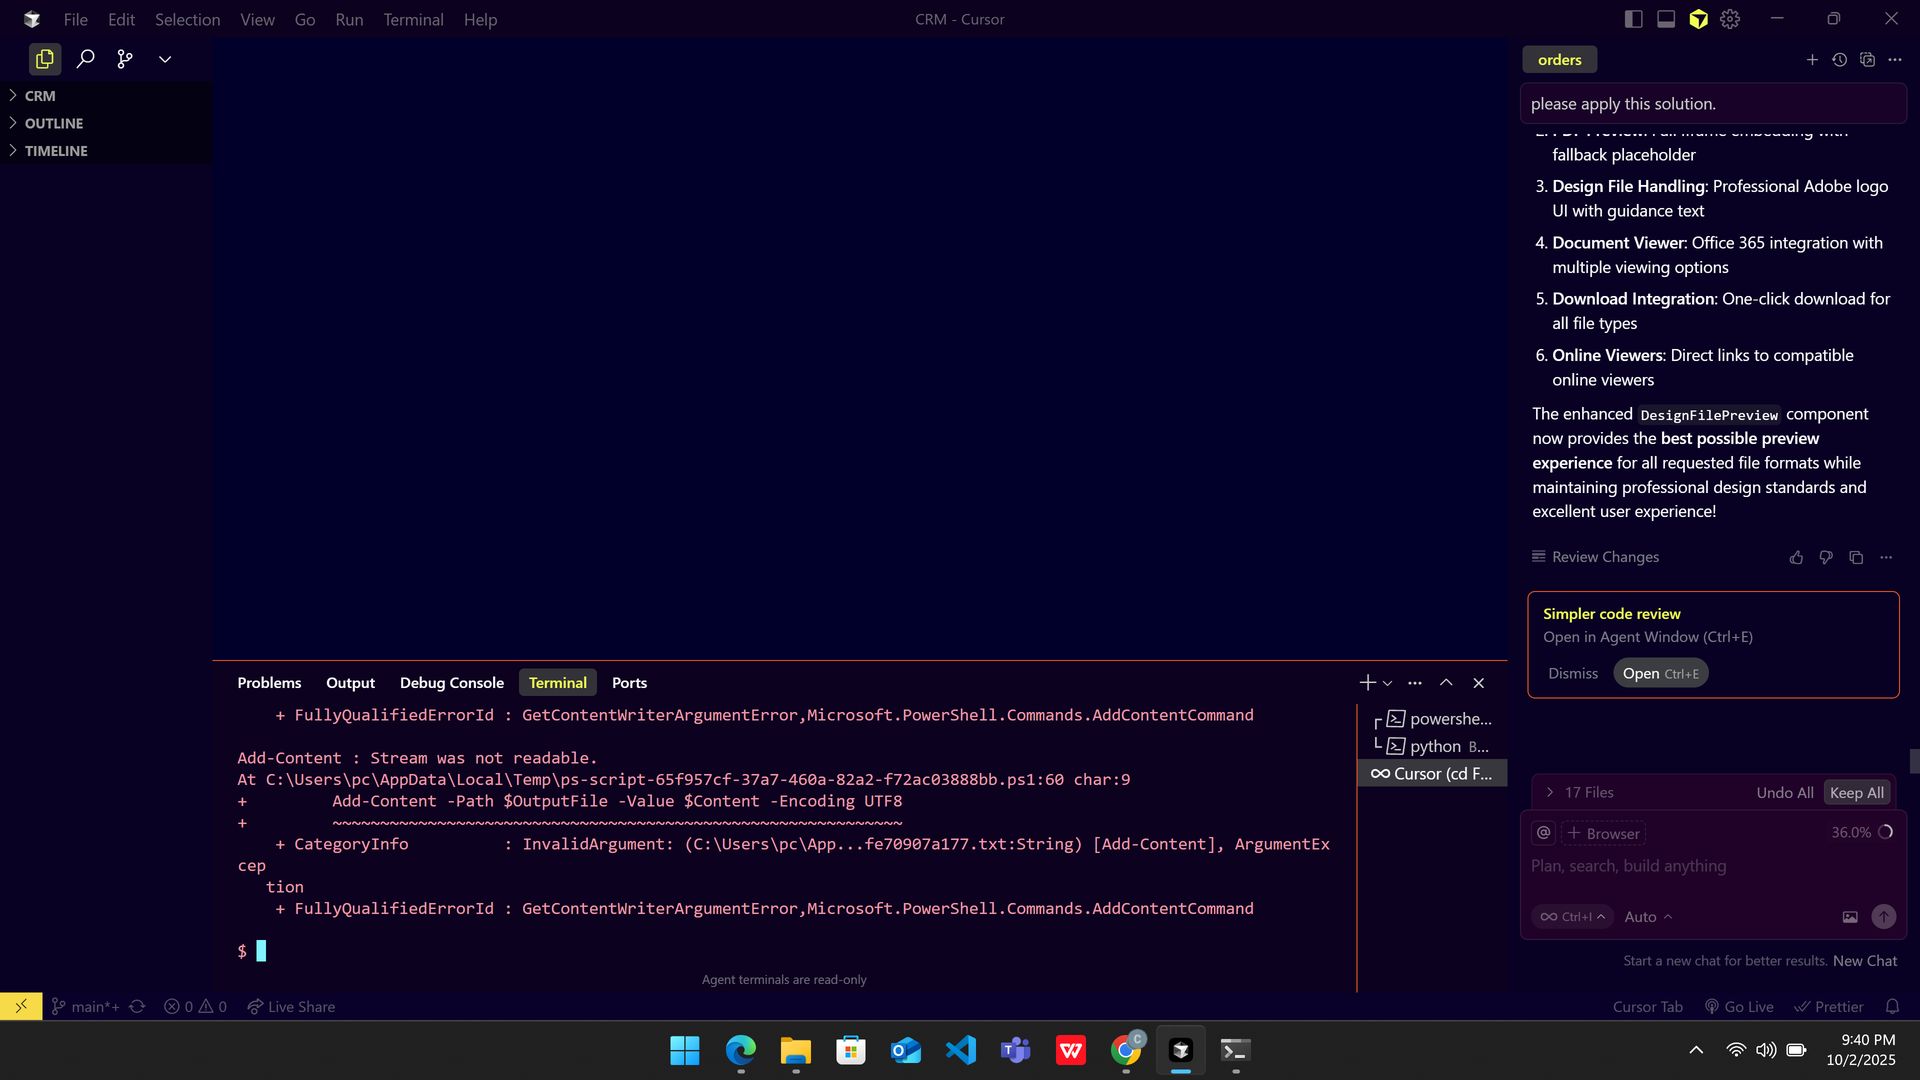 File Edit Selection View Go Run Terminal Help
CRM - Cursor
CRM
OUTLINE
TIMELINE
orders
please apply this solution.
fallback placeholder
3. Design File Handling: Professional Adobe logo
UI with guidance text
4. Document Viewer: Office 365 integration with
multiple viewing options
5. Download Integration: One-click download for
all file types
6. Online Viewers: Direct links to compatible
online viewers
The enhanced DesignFilePreview component
now provides the best possible preview
experience for all requested file formats while
maintaining professional design standards and
excellent user experience!
Review Changes
Simpler code review
Open in Agent Window (Ctrl+E)
Dismiss Open Ctrl+E
17 Files Undo All Keep All
@ + Browser 36.0%
Plan, search, build anything
Ctrl+I Auto
Start a new chat for better results. New Chat
Problems Output Debug Console Terminal Ports
+ FullyQualifiedErrorId : GetContentWriterArgumentError,Microsoft.PowerShell.Commands.AddContentCommand
Add-Content : Stream was not readable.
At C:\Users\pc\AppData\Local\Temp\ps-script-65f957cf-37a7-460a-82a2-f72ac03888bb.ps1:60 char:9
+         Add-Content -Path $OutputFile -Value $Content -Encoding UTF8
+         ~~~~~~~~~~~~~~~~~~~~~~~~~~~~~~~~~~~~~~~~~~~~~~~~~~~~~~~~~~~~
+ CategoryInfo          : InvalidArgument: (C:\Users\pc\App...fe70907a177.txt:String) [Add-Content], ArgumentEx
cep
tion
+ FullyQualifiedErrorId : GetContentWriterArgumentError,Microsoft.PowerShell.Commands.AddContentCommand
$
Agent terminals are read-only
powershe...
python B...
Cursor (cd F...
main*+ 0 0 Live Share
Cursor Tab Go Live Prettier
9:40 PM
10/2/2025